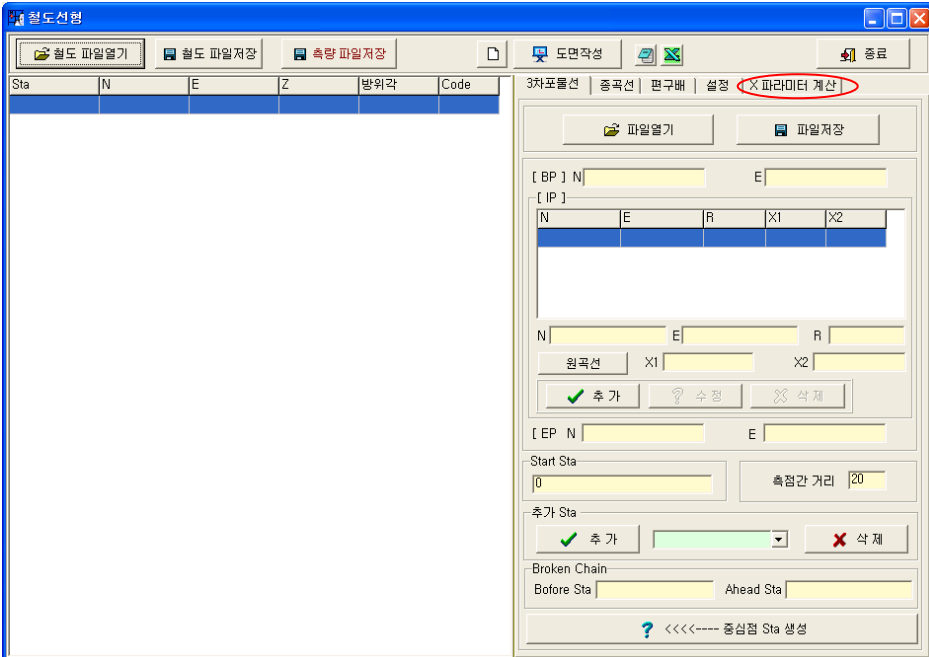 철도선형
철도 파일열기 철도 파일저장 측량 파일저장 도면작성 종료
Sta N E Z 방위각 Code
3차포물선 종곡선 편구배 설정 X 파라미터 계산
파일열기 파일저장
[ BP ] N E
[ IP ]
N E R X1 X2
N E R
원곡선 X1 X2
추 가 수 정 삭 제
[ EP N E
Start Sta
0 측점간 거리 20
추가 Sta
추 가 삭 제
Broken Chain
Bofore Sta Ahead Sta
? <<<<---- 중심점 Sta 생성